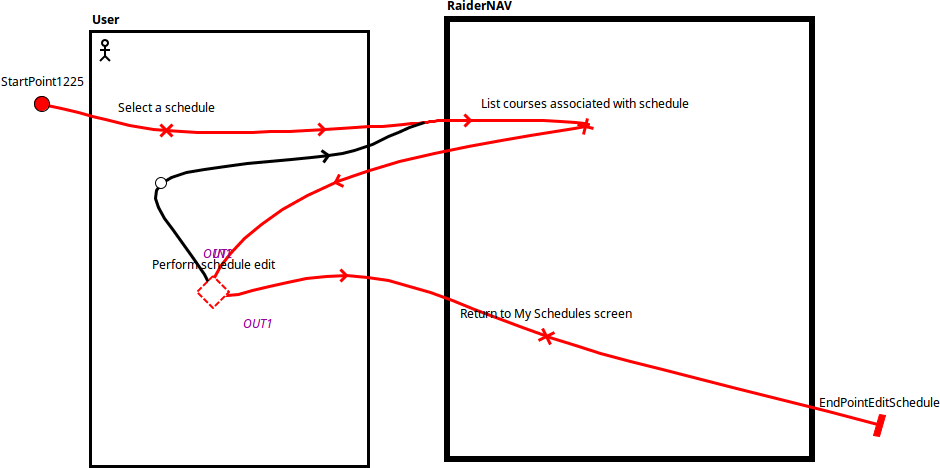 RaiderNAV
User
StartPoint1225
Select a schedule
List courses associated with schedule
Perform schedule edit
OUT1
Return to My Schedules screen
EndPointEditSchedule